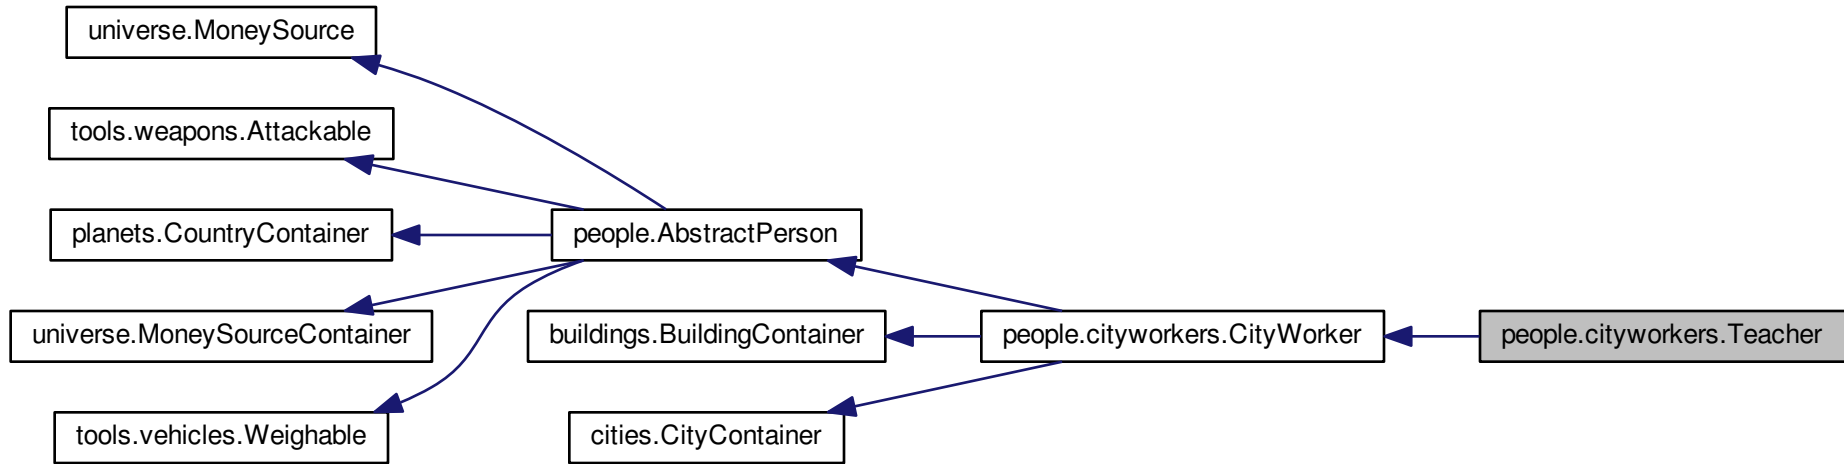 universe.MoneySource
tools.weapons.Attackable
planets.CountryContainer
people.AbstractPerson
universe.MoneySourceContainer
buildings.BuildingContainer
people.cityworkers.CityWorker
people.cityworkers.Teacher
tools.vehicles.Weighable
cities.CityContainer